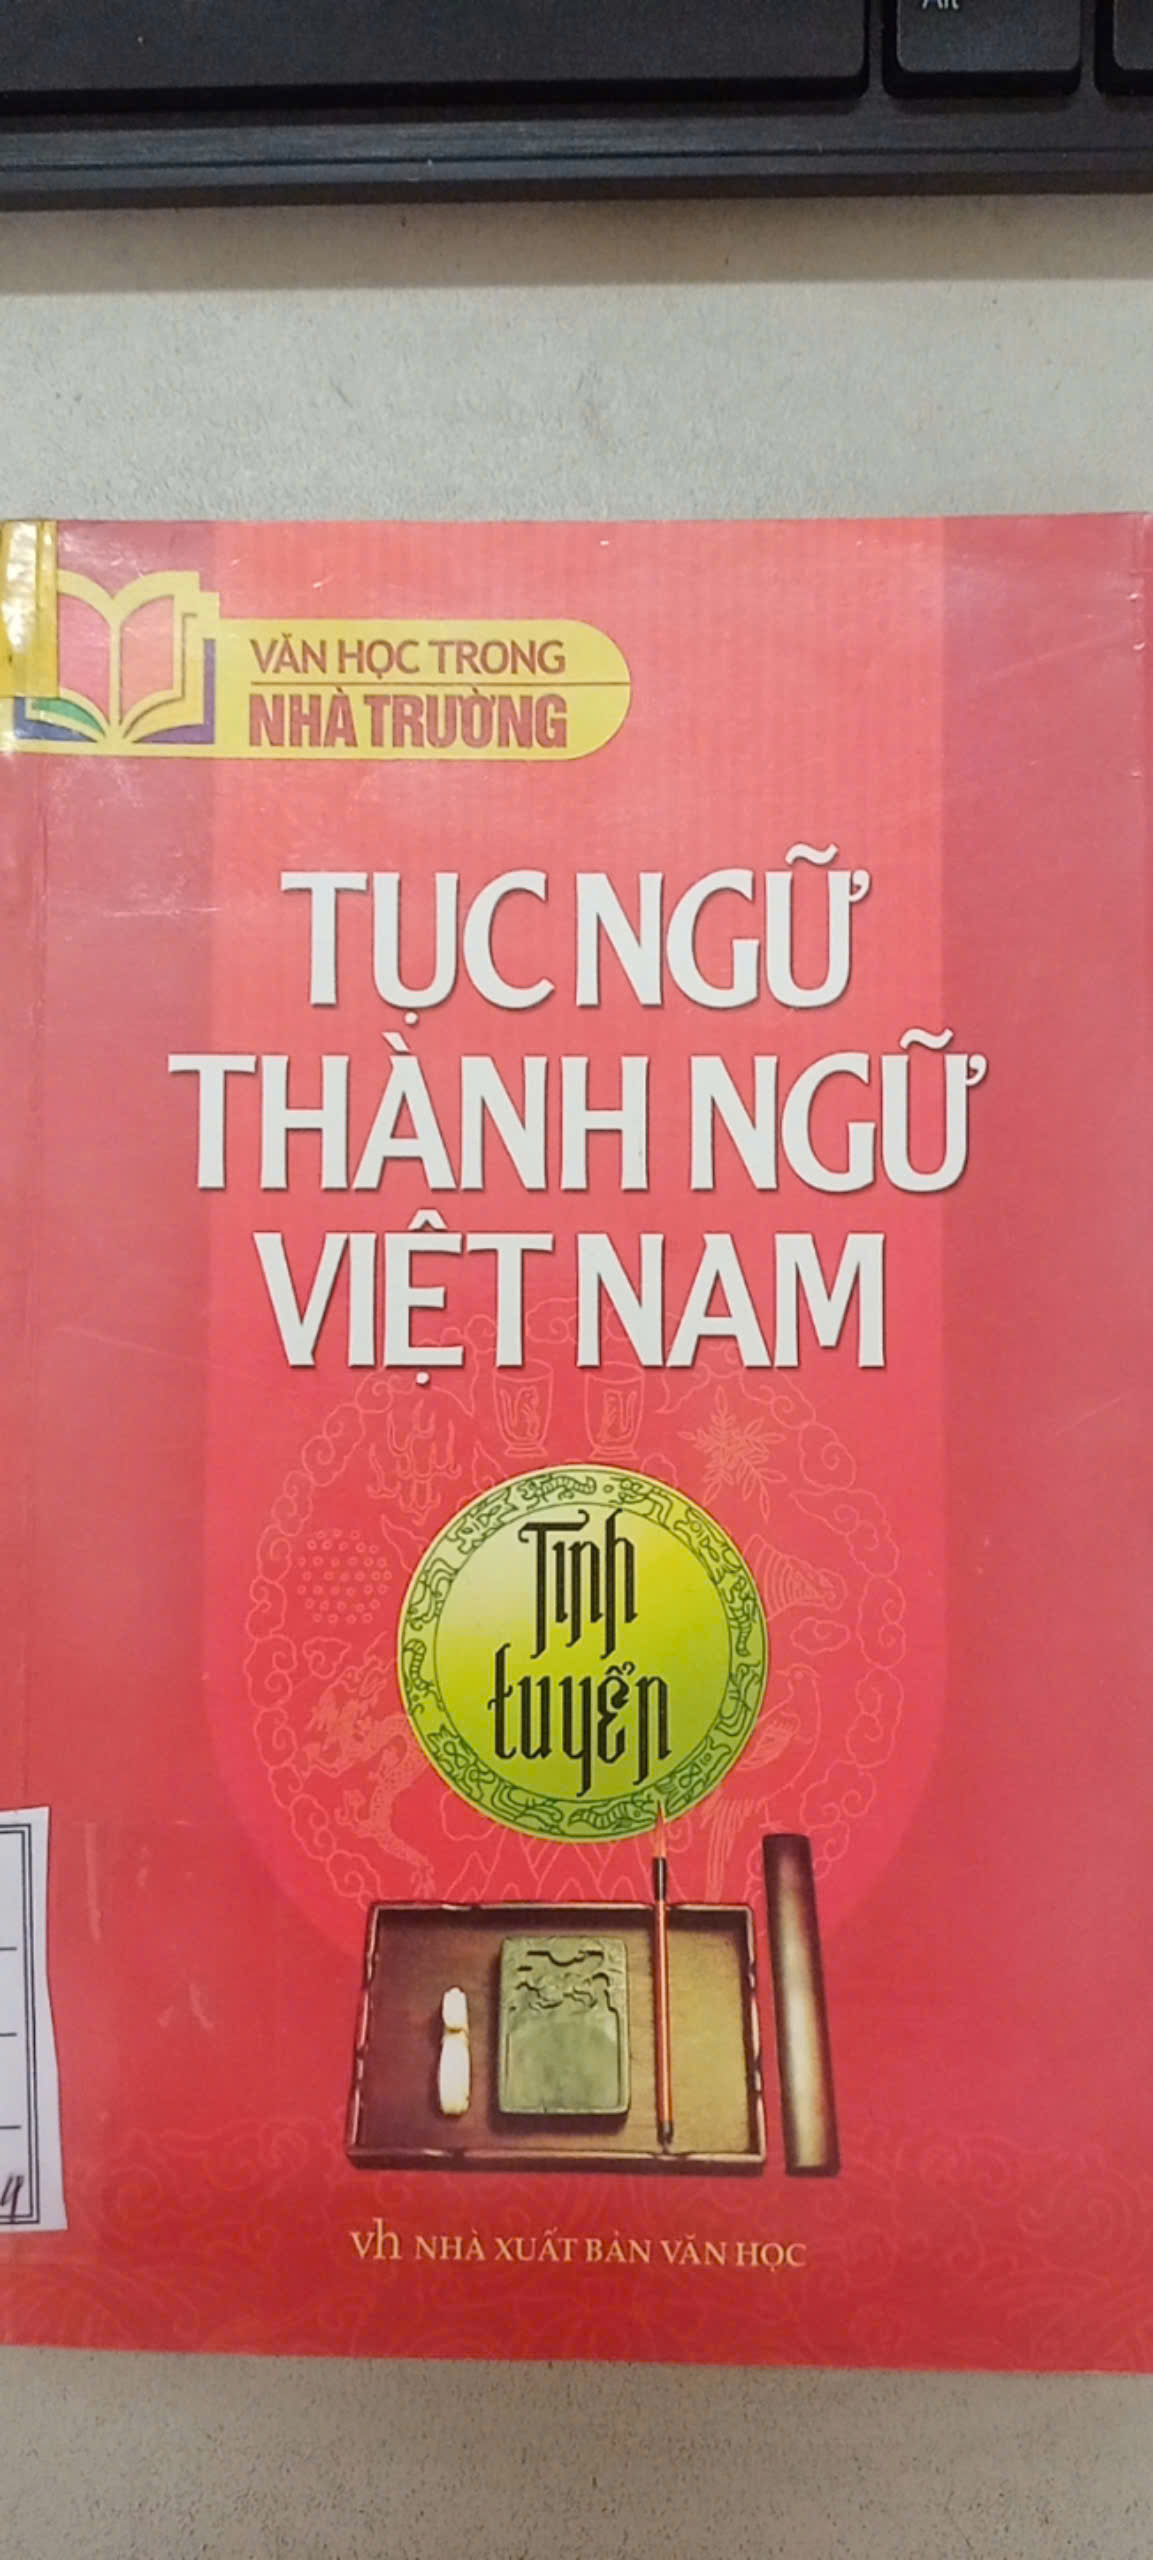 Alt
VĂN HỌC TRONG
NHÀ TRƯỜNG
TỤC NGỮ
THÀNH NGỮ
VIỆT NAM
Tinh
tuyển
vh NHÀ XUẤT BẢN VĂN HỌC